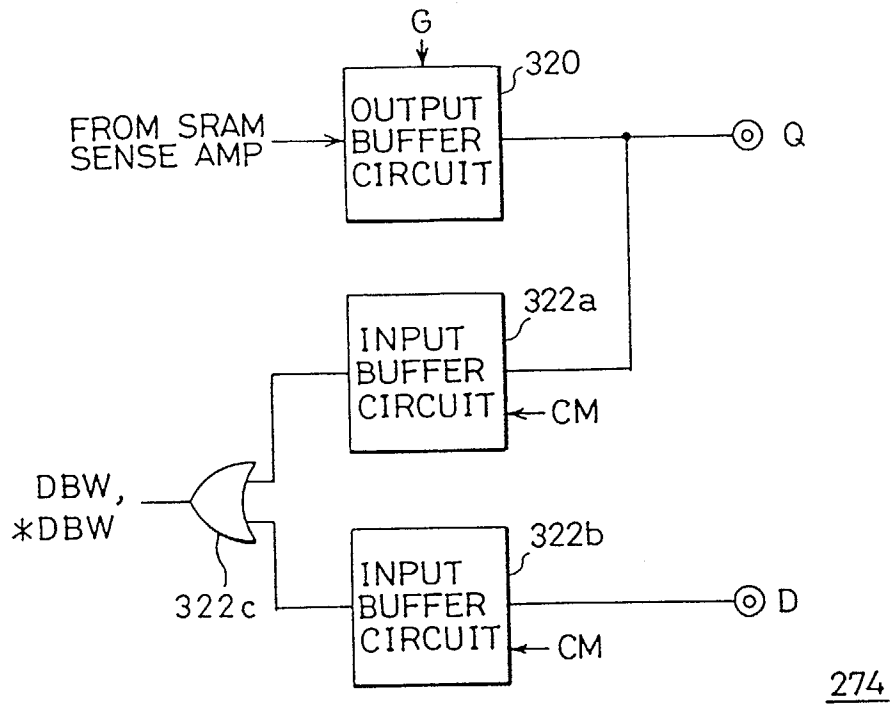 G
320
OUTPUT
BUFFER
CIRCUIT
FROM SRAM
SENSE AMP
Q
322a
INPUT
BUFFER
CIRCUIT
CM
DBW,
*DBW
322c
322b
INPUT
BUFFER
CIRCUIT
D
CM
274